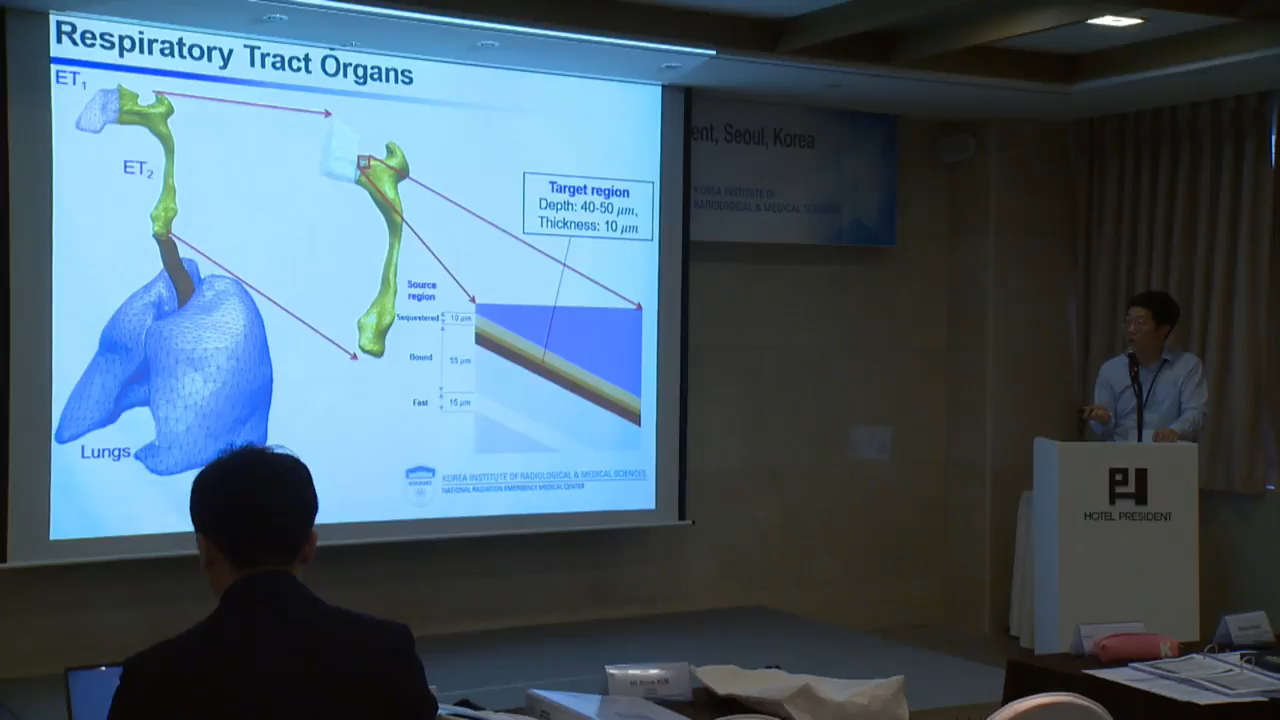 Respiratory Tract Organs
ET1
ET2
Lungs
Target region
Depth: 40-50 μm,
Thickness: 10 μm
Source
region
Sequestered
10 μm
Bound
55 μm
Fast
15 μm
KOREA INSTITUTE OF RADIOLOGICAL & MEDICAL SCIENCES
NATIONAL RADIATION EMERGENCY MEDICAL CENTER
ent, Seoul, Korea
KOREA INSTITUTE OF
RADIOLOGICAL & MEDICAL SCIENCES
HOTEL PRESIDENT